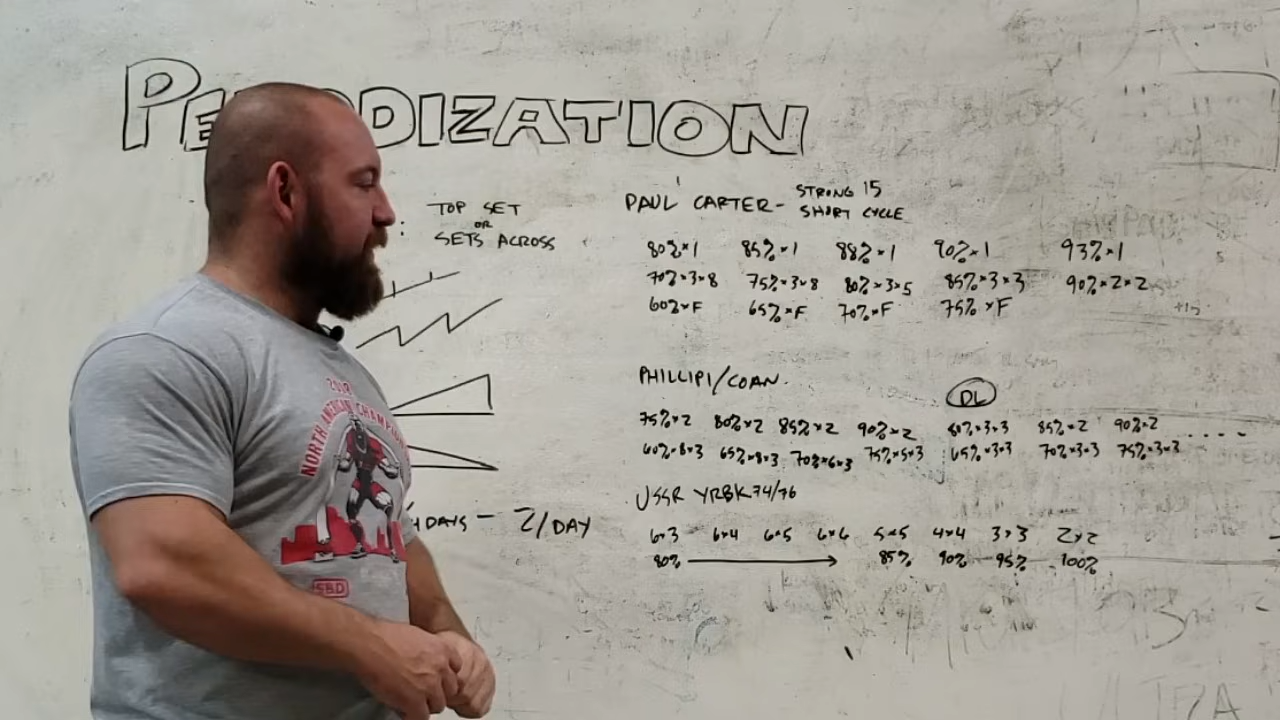 PERIODIZATION
TOP SET
OR
SETS ACROSS
DAYS — 2/DAY
PAUL CARTER- STRONG 15
SHORT CYCLE
80%×1 85%×1 88%×1 90%×1 93%×1
70%×3×8 75%×3×8 80%×3×5 85%×3×3 90%×2×2
60%×F 65%×F 70%×F 75%×F
PHILLIPI/COAN.
DL
75%×2 80%×2 85%×2 90%×2 80%×3×3 85%×2 90%×2
60%×8×3 65%×8×3 70%×6×3 75%×5×3 65%×3×3 70%×3×3 75%×3×3
USSR YRBK 74/76
6×3 6×4 6×5 6×6 5×5 4×4 3×3 2×2
80% 85% 90% 95% 100%
2018
NORTH AMERICAN CHAMPION
SBD